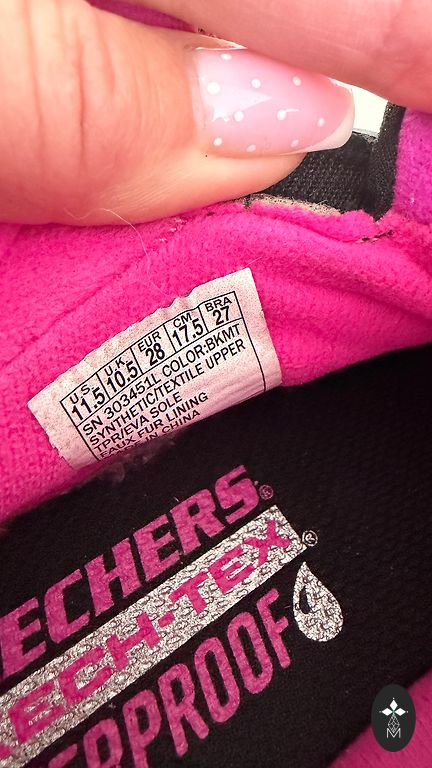 U.S. U.K. EUR CM BRA
11.5 10.5 28 17.5 27
SN 303451L COLOR:BKMT
SYNTHETIC/TEXTILE UPPER
TPR/EVA SOLE
FAUX FUR LINING
MADE IN CHINA
ECHERS®
ECH-TEX®
ERPROOF
M